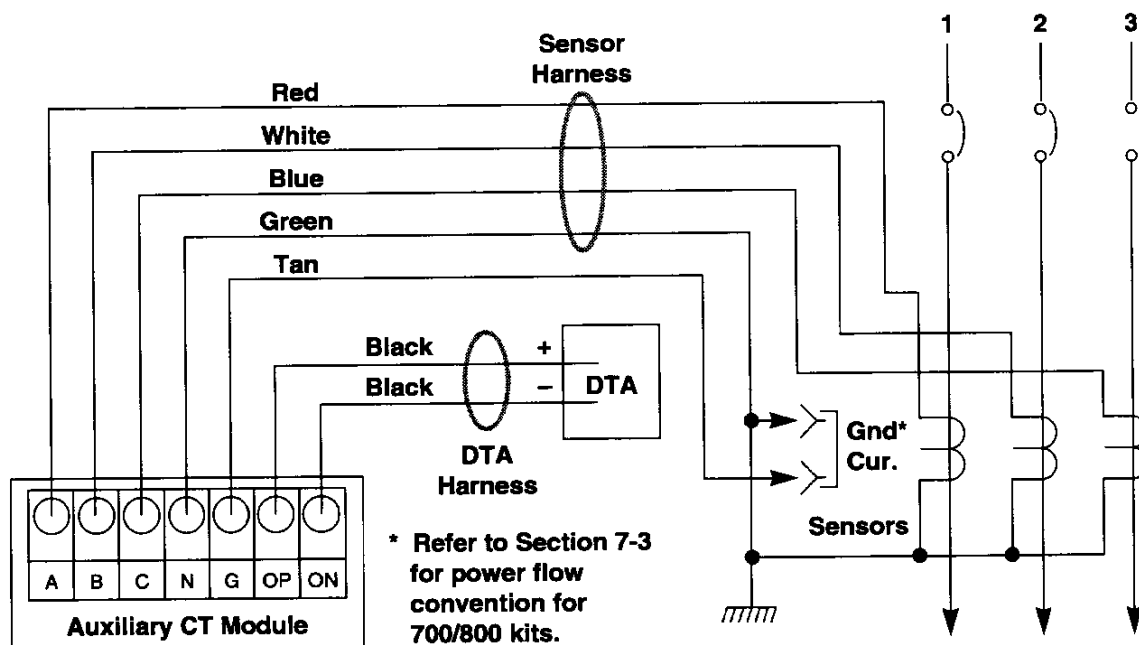 1 2 3
Sensor
Harness
Red
White
Blue
Green
Tan
Black
Black
+
–
DTA
DTA
Harness
Gnd*
Cur.
Sensors
A B C N G OP ON
Auxiliary CT Module
* Refer to Section 7-3
for power flow
convention for
700/800 kits.